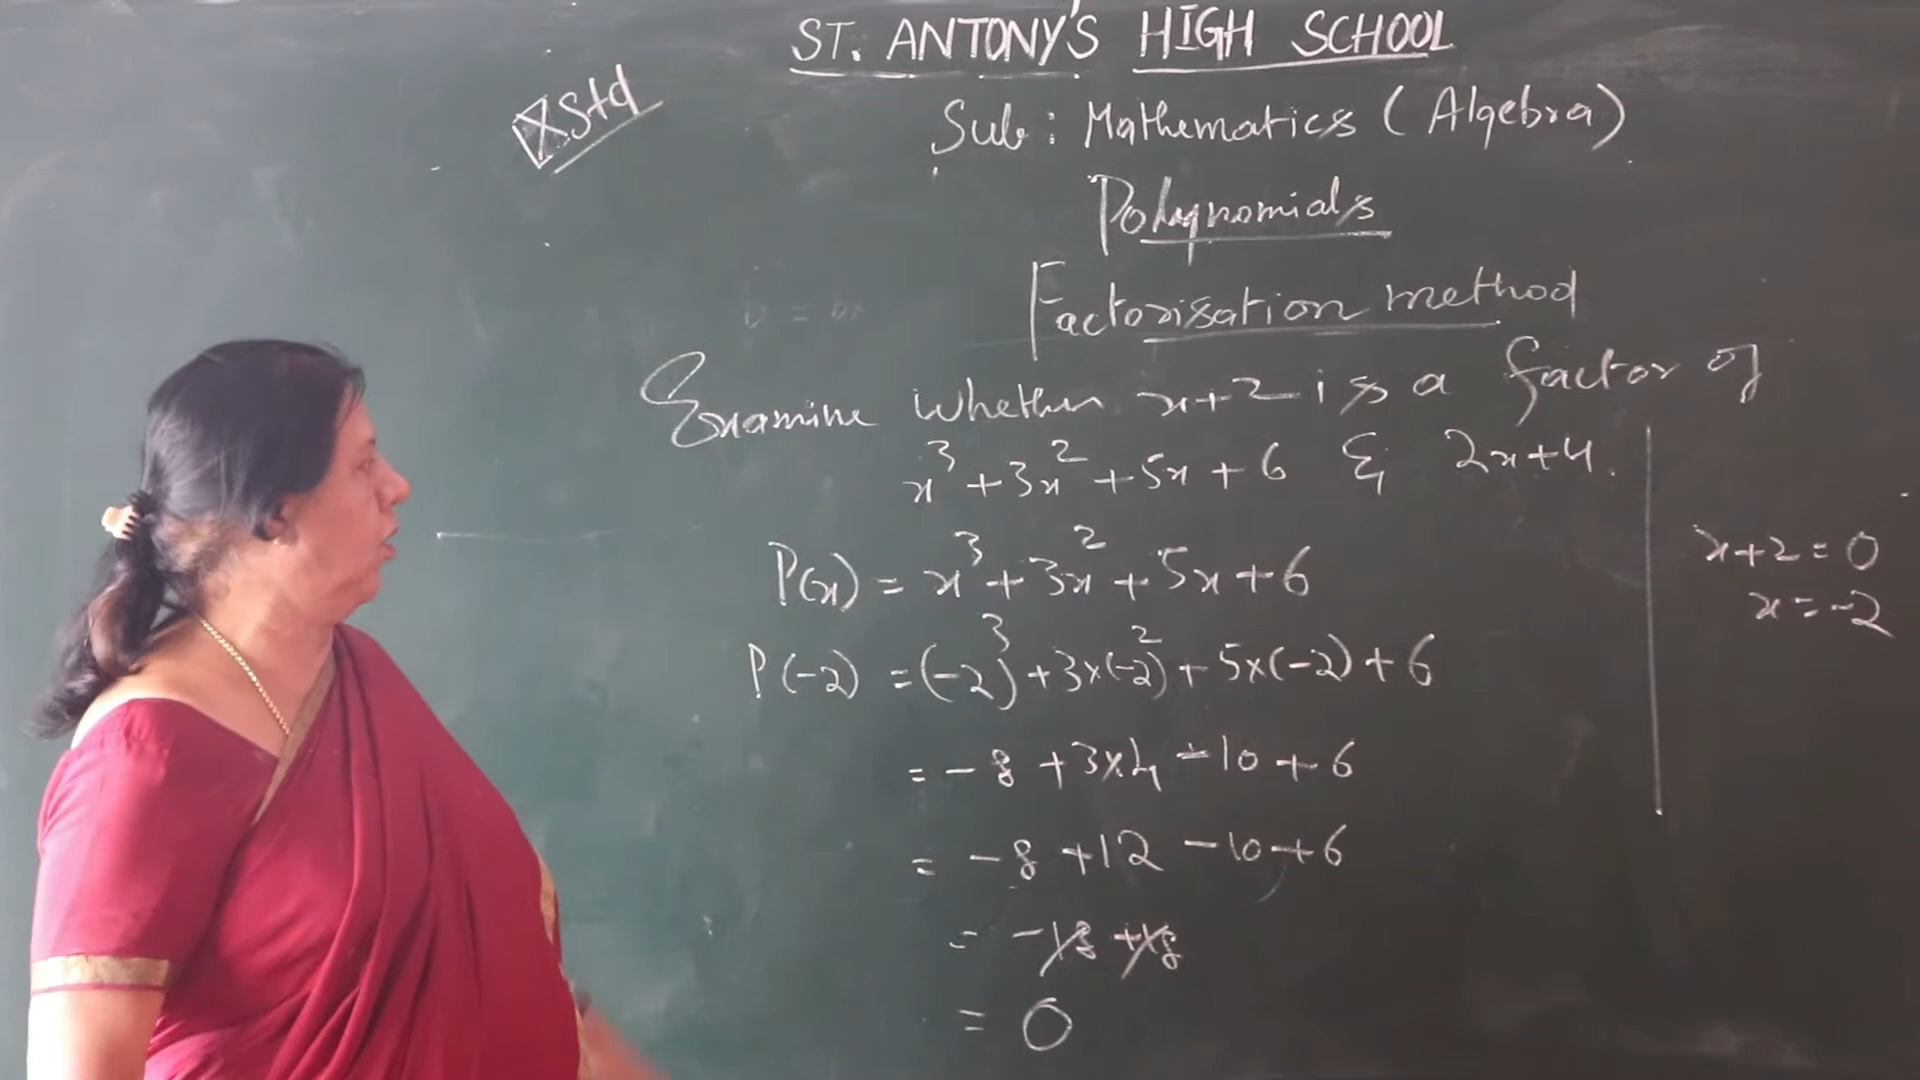 ST. ANTONY'S HIGH SCHOOL
X Std
Sub: Mathematics (Algebra)
Polynomials
Factorisation method
Examine whether x+2 is a factor of
x³+3x²+5x+6 & 2x+4.
P(x) = x³+3x²+5x+6
x+2=0
x=-2
P(-2) = (-2)³+3×(-2)²+5×(-2)+6
= -8+3×4-10+6
= -8+12-10+6
= -18+18
= 0